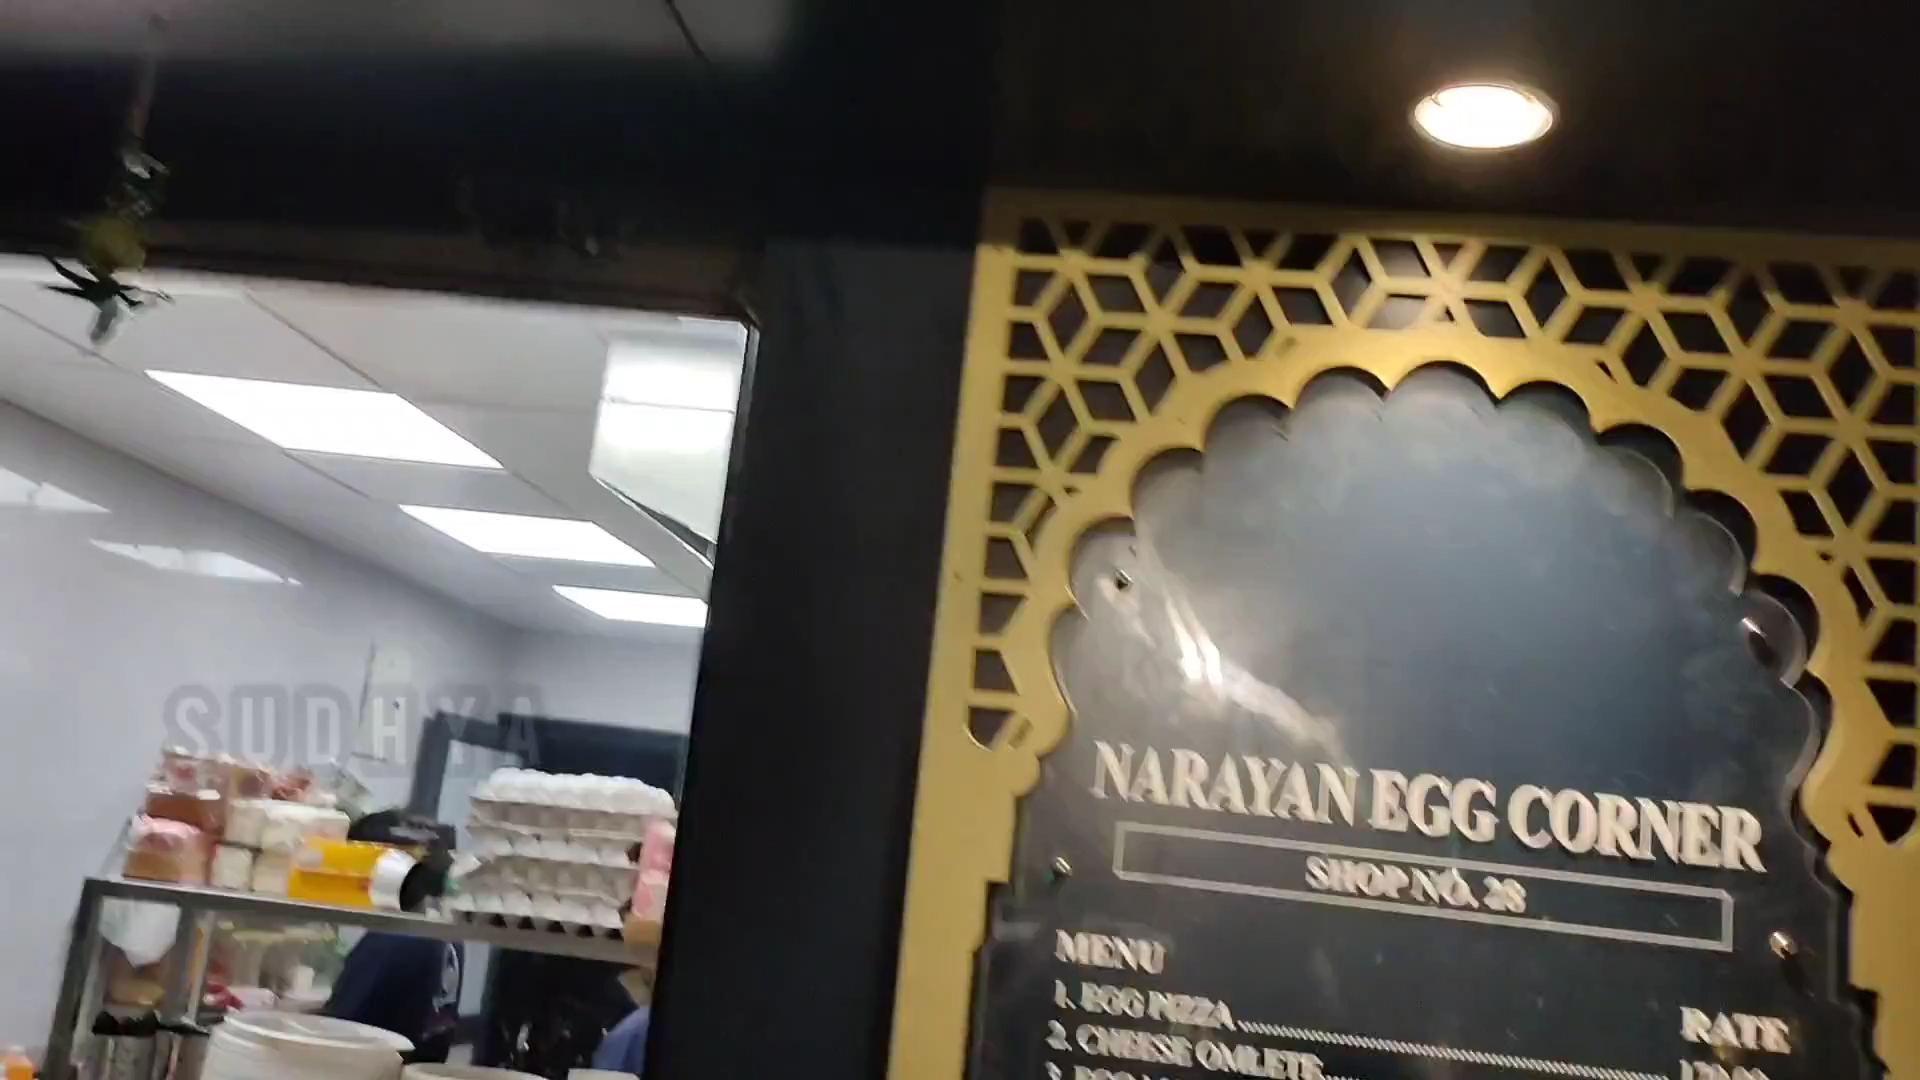 SUDHYA
NARAYAN EGG CORNER
SHOP NO. 28
MENU
RATE
1. EGG PIZZA
2. CHEESE OMLETE